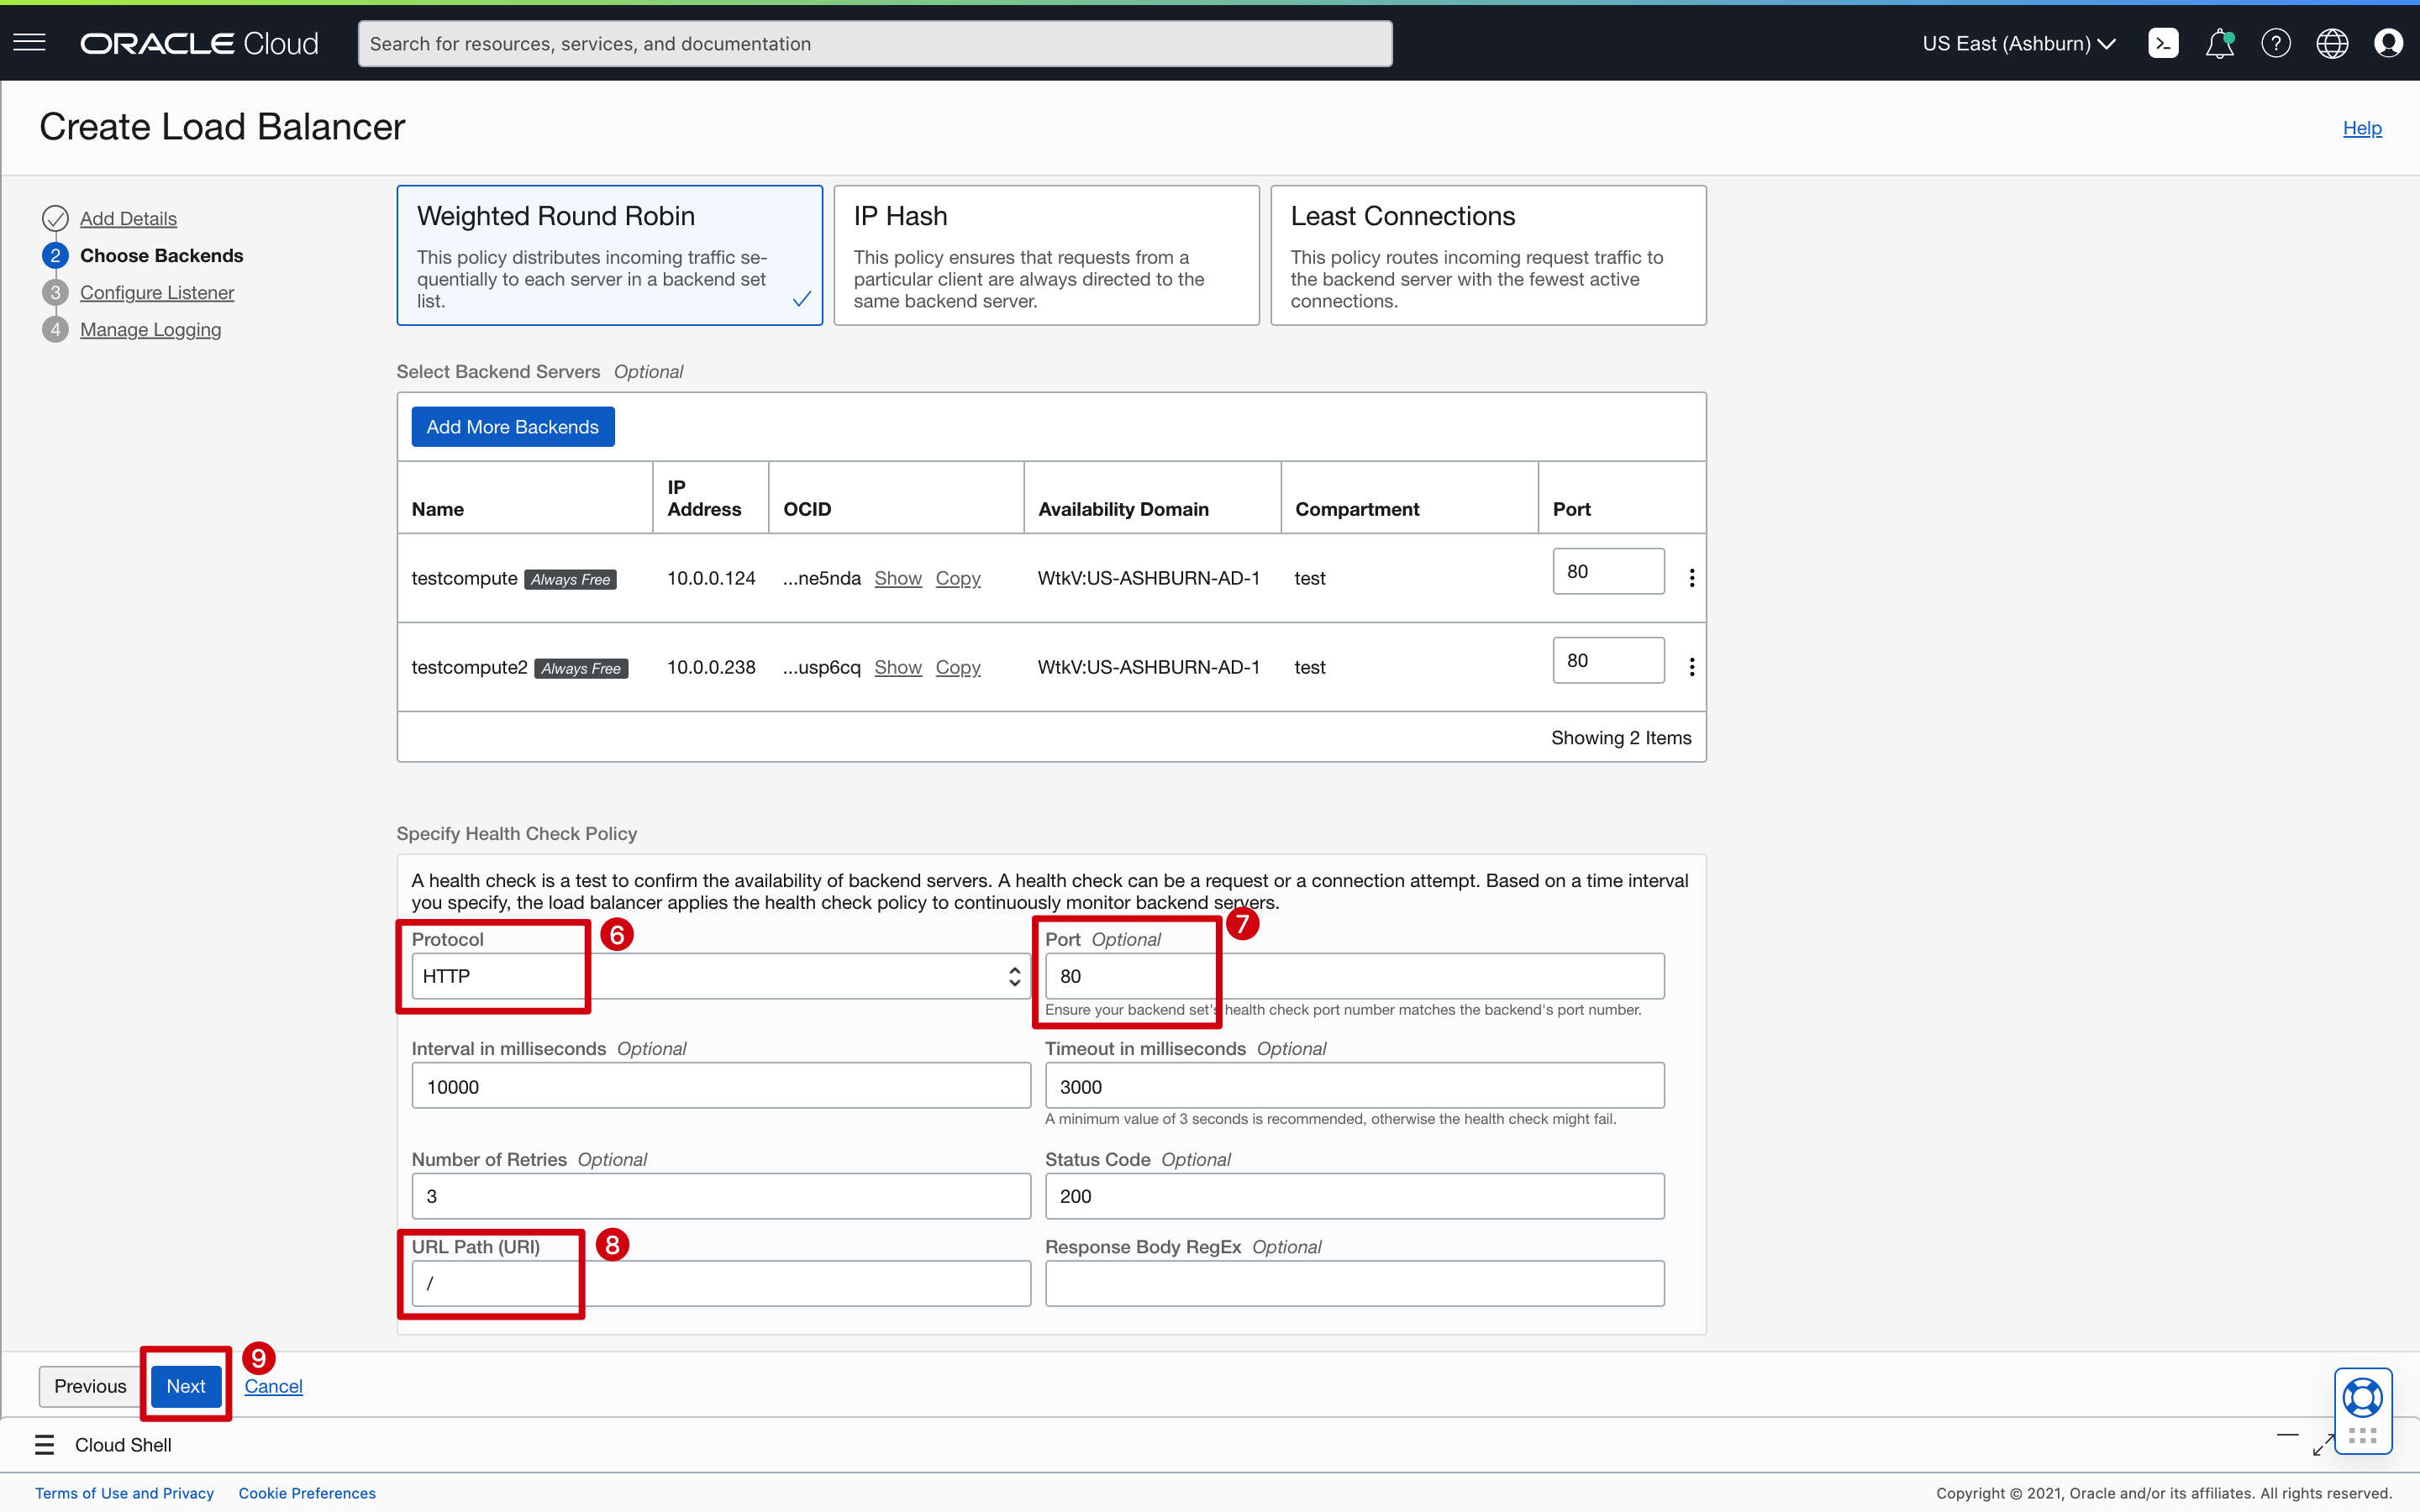 ORACLE Cloud
Search for resources, services, and documentation
US East (Ashburn)
Create Load Balancer
Help
Add Details
2 Choose Backends
3 Configure Listener
4 Manage Logging
Weighted Round Robin
This policy distributes incoming traffic se-
quentially to each server in a backend set
list.
IP Hash
This policy ensures that requests from a
particular client are always directed to the
same backend server.
Least Connections
This policy routes incoming request traffic to
the backend server with the fewest active
connections.
Select Backend Servers Optional
Add More Backends
Name IP Address OCID Availability Domain Compartment Port
testcompute Always Free 10.0.0.124 ...ne5nda Show Copy WtkV:US-ASHBURN-AD-1 test 80
testcompute2 Always Free 10.0.0.238 ...usp6cq Show Copy WtkV:US-ASHBURN-AD-1 test 80
Showing 2 Items
Specify Health Check Policy
A health check is a test to confirm the availability of backend servers. A health check can be a request or a connection attempt. Based on a time interval
you specify, the load balancer applies the health check policy to continuously monitor backend servers.
Protocol 6
HTTP
Port Optional 7
80
Ensure your backend set's health check port number matches the backend's port number.
Interval in milliseconds Optional
10000
Timeout in milliseconds Optional
3000
A minimum value of 3 seconds is recommended, otherwise the health check might fail.
Number of Retries Optional
3
Status Code Optional
200
URL Path (URI) 8
/
Response Body RegEx Optional
Previous Next 9 Cancel
Cloud Shell
Terms of Use and Privacy Cookie Preferences
Copyright © 2021, Oracle and/or its affiliates. All rights reserved.